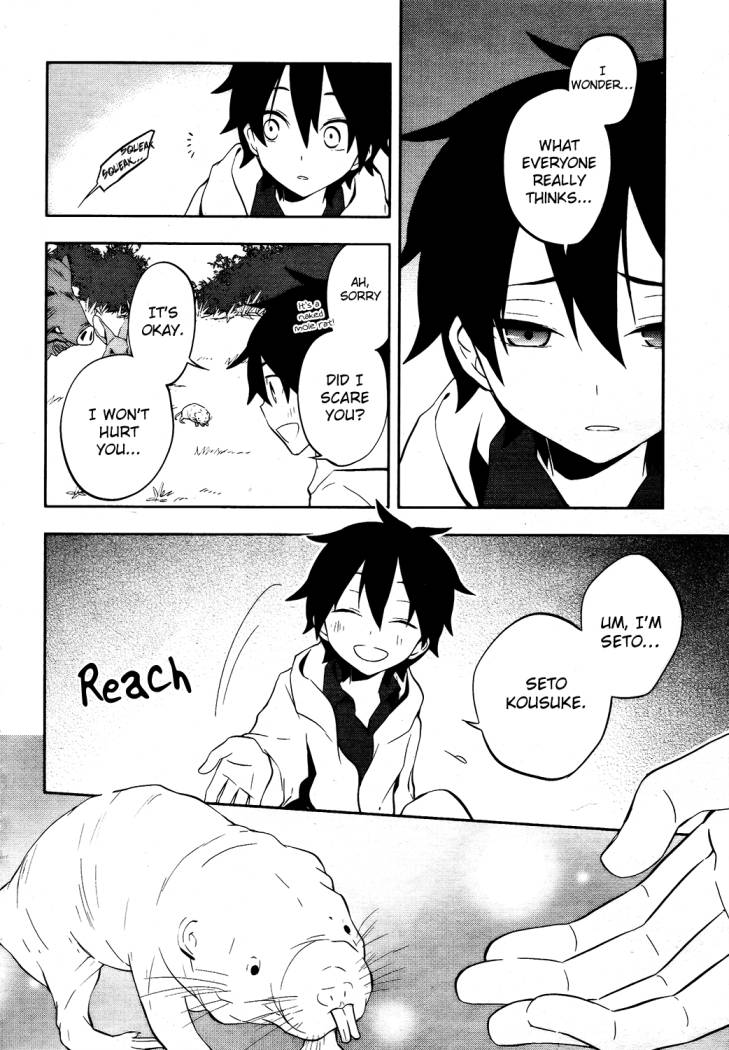 I
WONDER...
WHAT
EVERYONE
REALLY
THINKS...
SQUEAK
SQUEAK...
AH,
SORRY
It's a
naked
mole rat!
DID I
SCARE
YOU?
IT'S
OKAY.
I WON'T
HURT
YOU...
UM, I'M
SETO...
SETO
KOUSUKE.
Reach